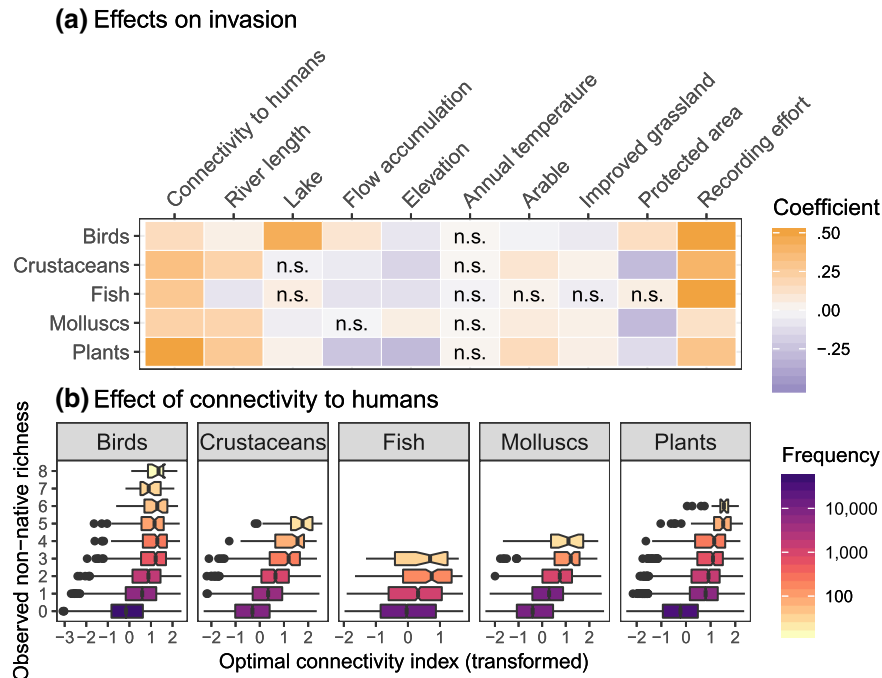 (a) Effects on invasion
Connectivity to humans
River length
Lake
Flow accumulation
Elevation
Annual temperature
Arable
Improved grassland
Protected area
Recording effort
Birds n.s.
Crustaceans n.s. n.s.
Fish n.s. n.s. n.s. n.s. n.s.
Molluscs n.s. n.s.
Plants n.s.
Coefficient
.50
.25
.00
−.25
(b) Effect of connectivity to humans
Birds Crustaceans Fish Molluscs Plants
Observed non-native richness
8
7
6
5
4
3
2
1
0
−3 −2 −1 0 1 2 −2 −1 0 1 2 −2 −1 0 1 2 −2 −1 0 1 2 −2 −1 0 1 2
Optimal connectivity index (transformed)
Frequency
10,000
1,000
100